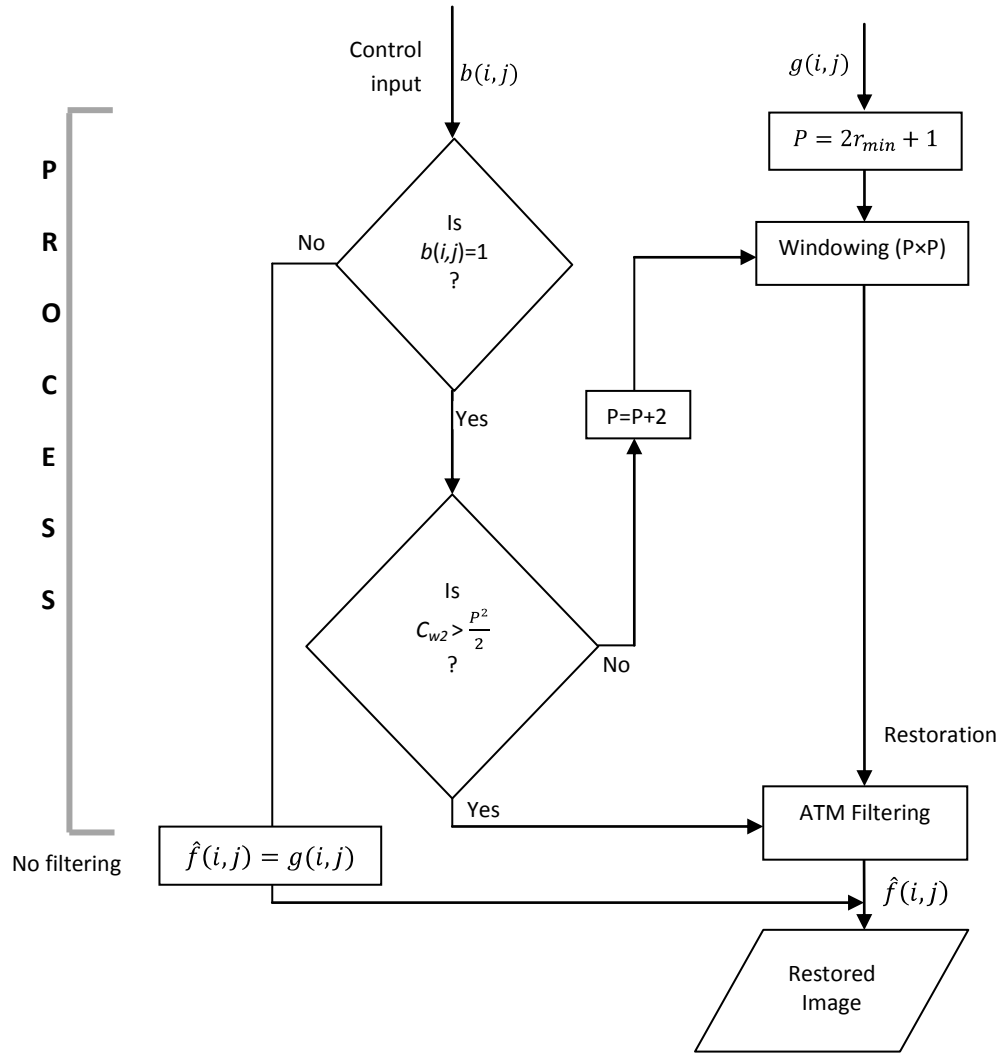 Control
input
b(i,j)
g(i,j)
P = 2r_min + 1
P
R
O
C
E
S
S
Is
b(i,j)=1
?
No
Windowing (P×P)
Yes
P=P+2
Is
C_w2 > P²/2
?
No
Restoration
Yes
ATM Filtering
No filtering
f̂(i,j) = g(i,j)
f̂(i,j)
Restored
Image